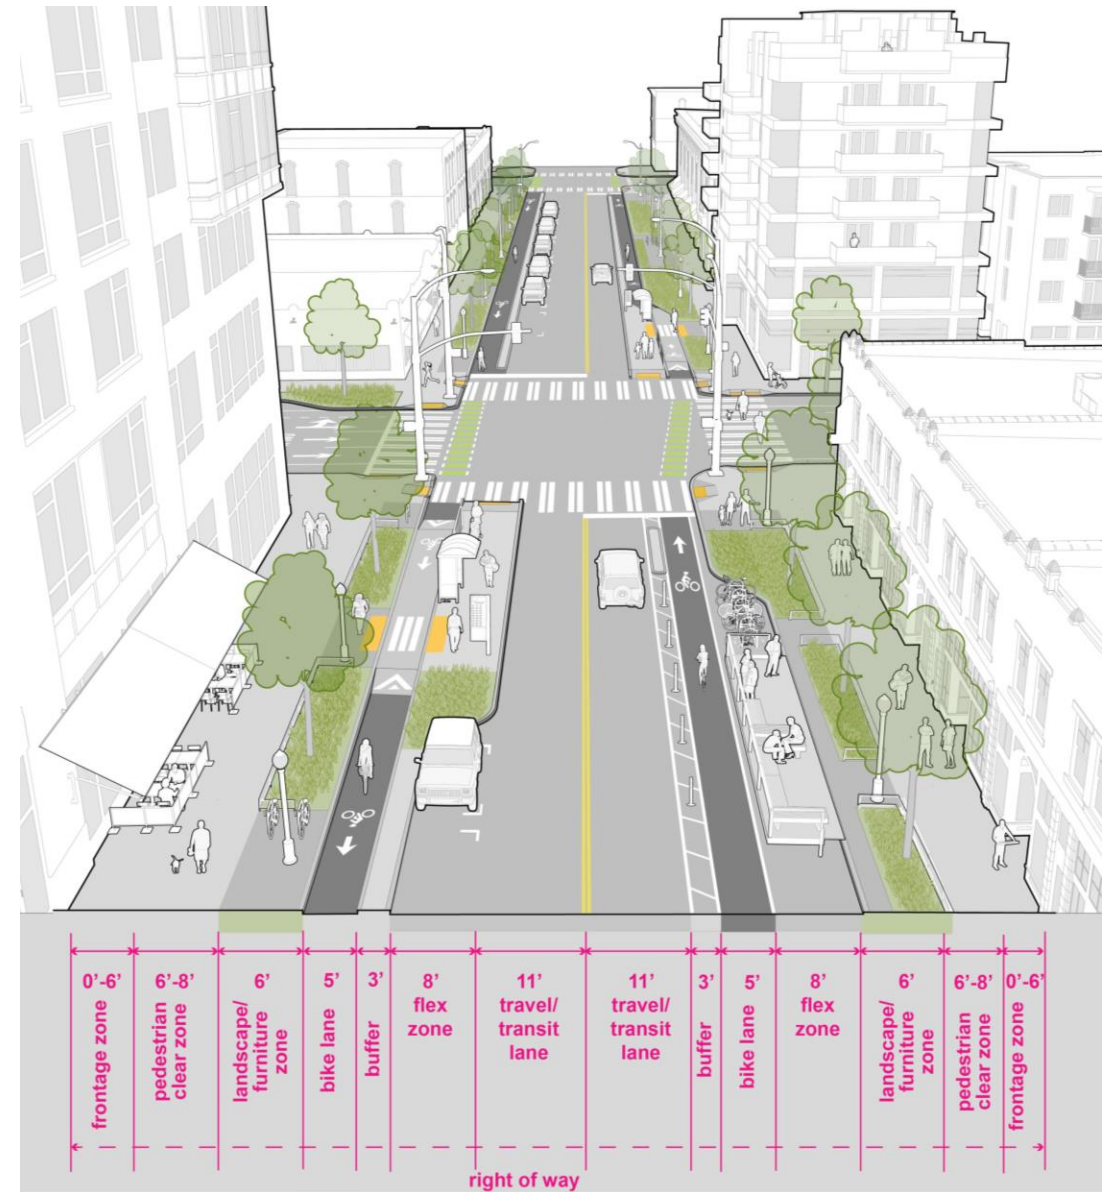 0’-6’
frontage zone
6’-8’
pedestrian
clear zone
6’
landscape/
furniture
zone
5’
bike lane
3’
buffer
8’
flex
zone
11’
travel/
transit
lane
11’
travel/
transit
lane
3’
buffer
5’
bike lane
8’
flex
zone
6’
landscape/
furniture
zone
6’-8’
pedestrian
clear zone
0’-6’
frontage zone
right of way